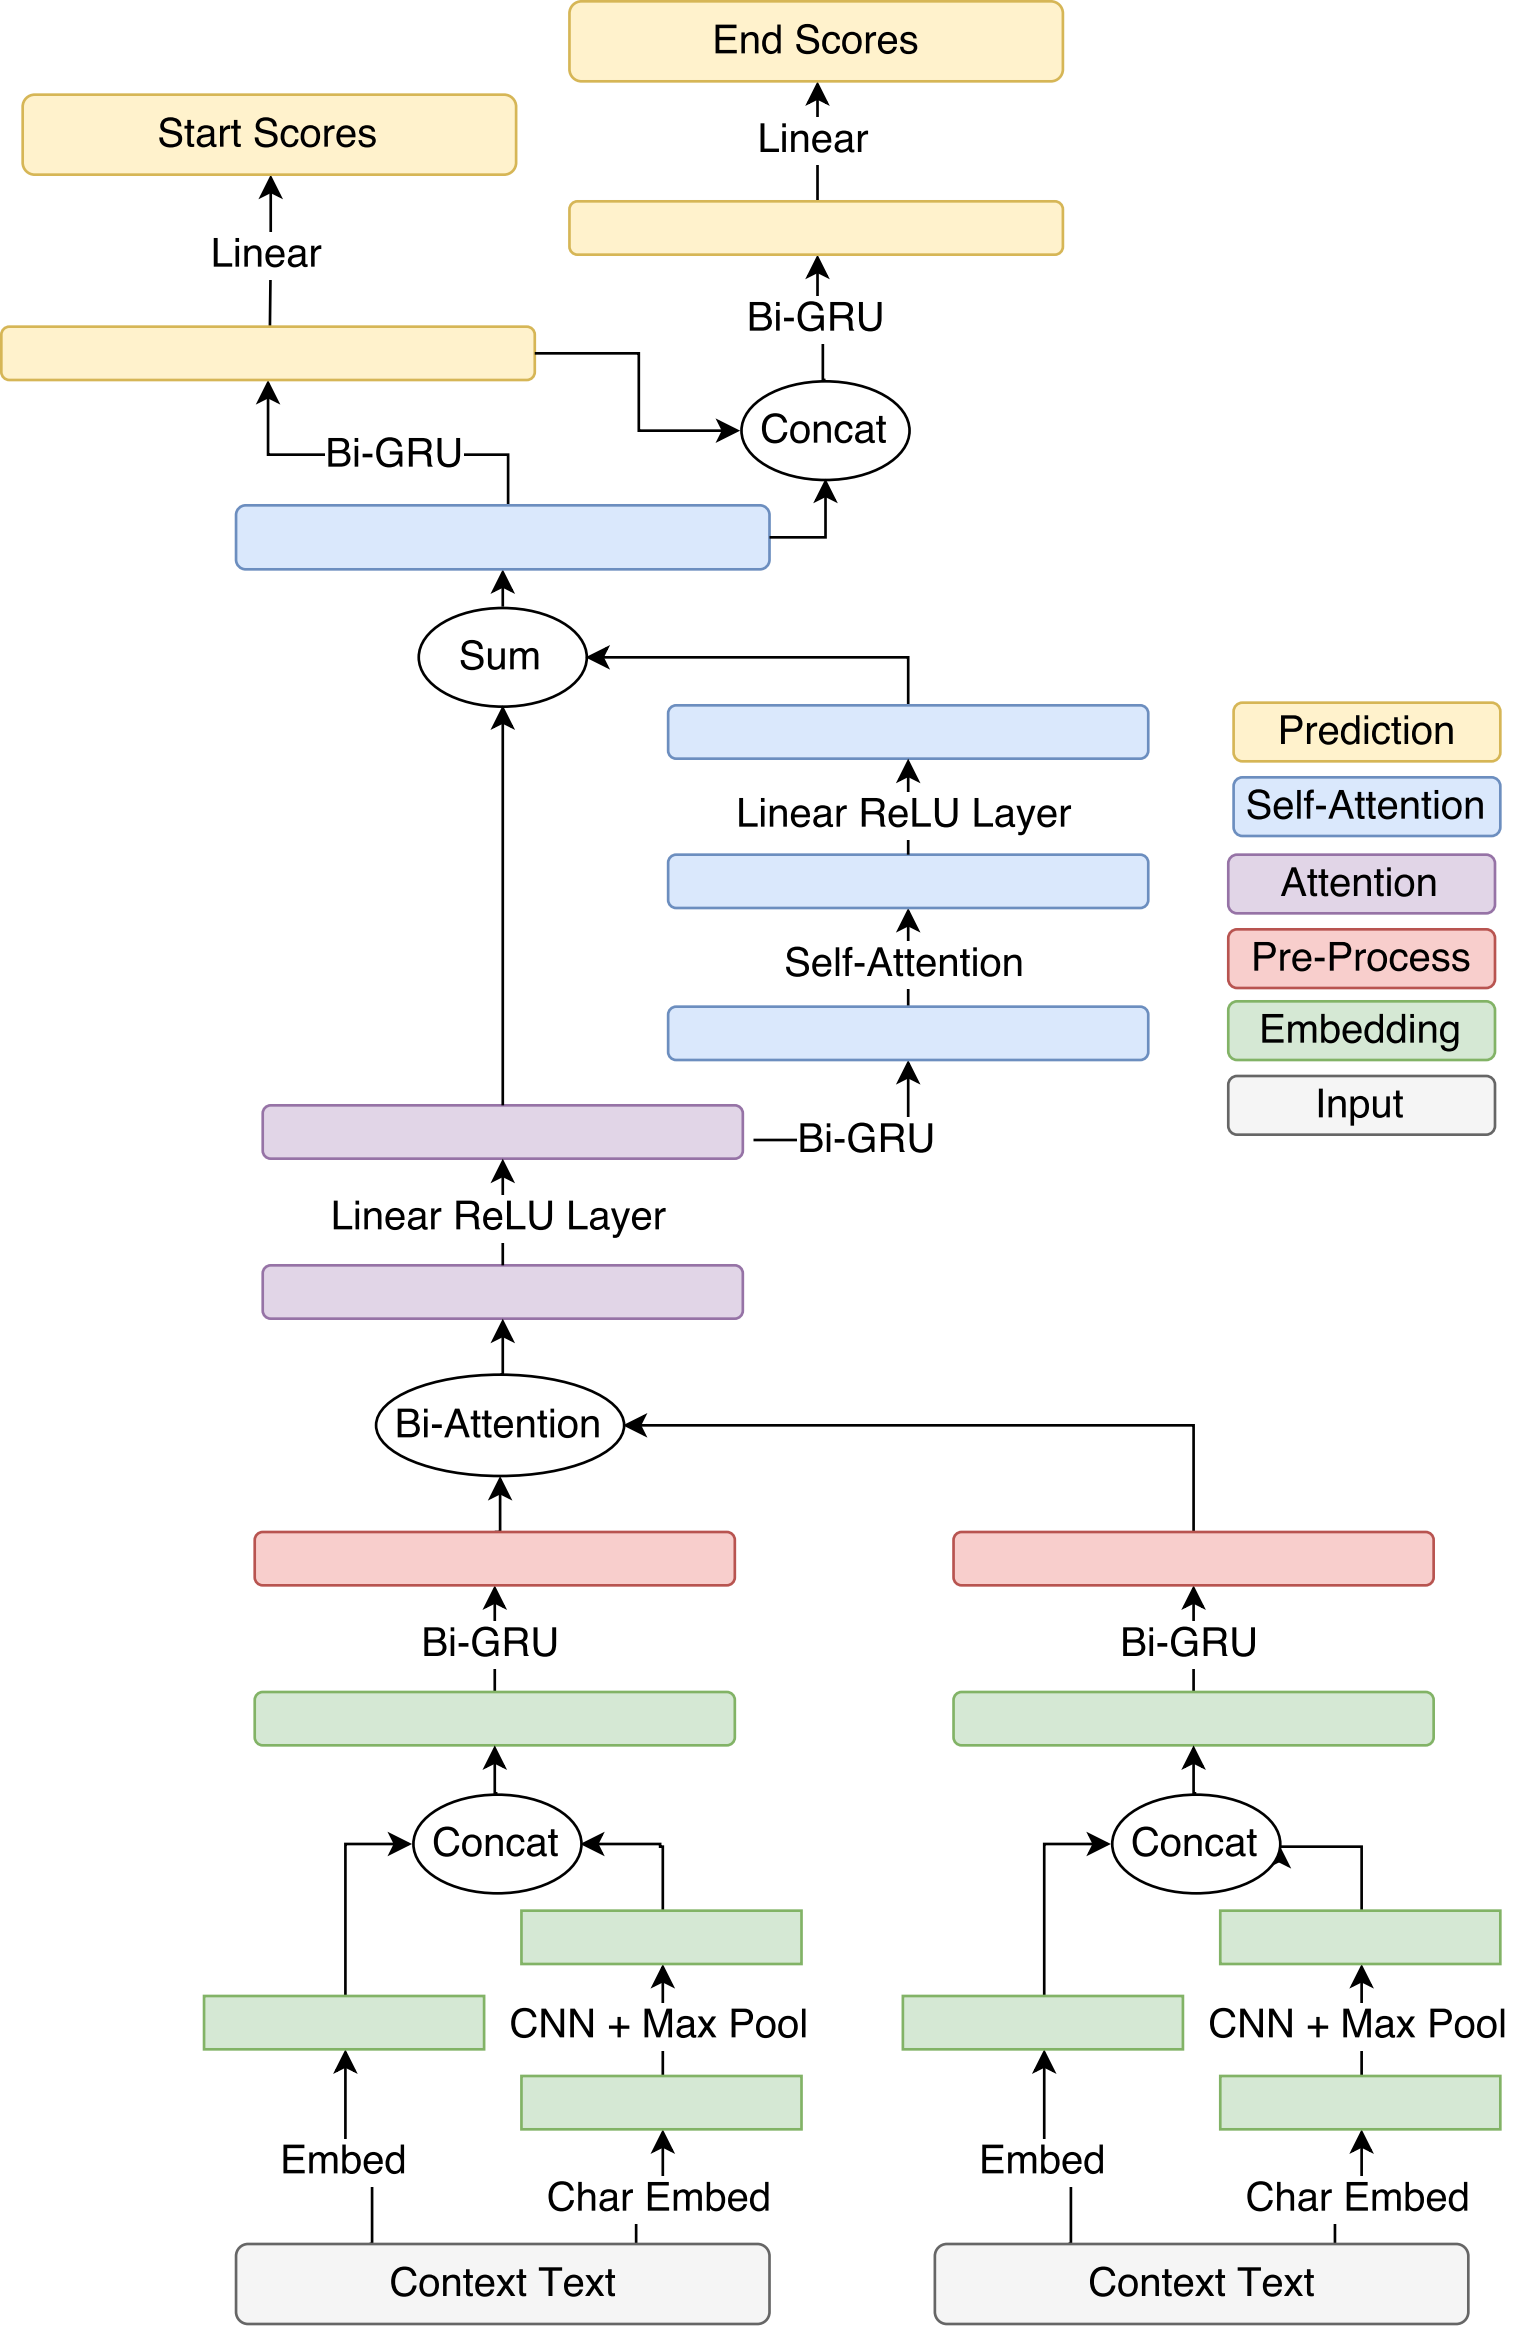 End Scores
Start Scores
Linear
Linear
Bi-GRU
Concat
Bi-GRU
Sum
Prediction
Self-Attention
Attention
Pre-Process
Embedding
Input
Linear ReLU Layer
Self-Attention
Bi-GRU
Linear ReLU Layer
Bi-Attention
Bi-GRU
Bi-GRU
Concat
Concat
CNN + Max Pool
CNN + Max Pool
Embed
Char Embed
Embed
Char Embed
Context Text
Context Text